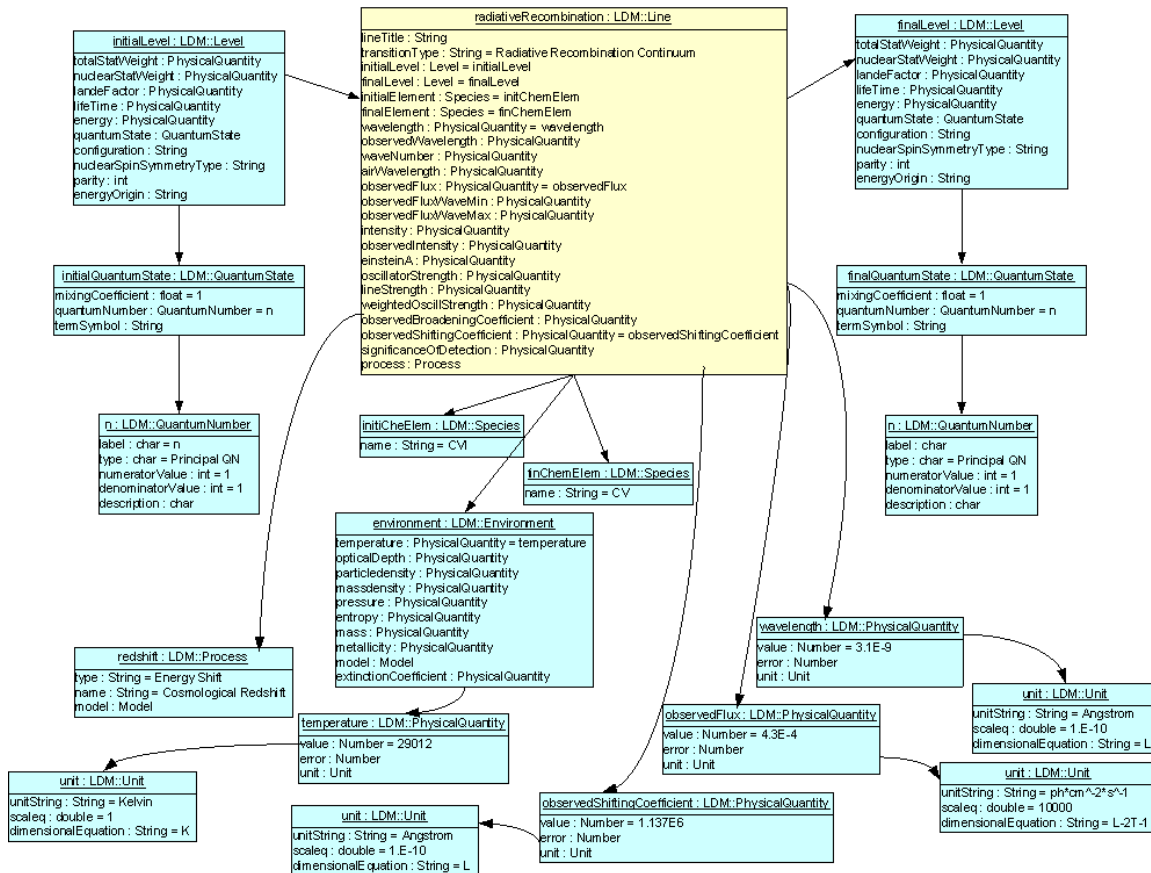 radiativeRecombination : LDM::Line
lineTitle : String
transitionType : String = Radiative Recombination Continuum
initialLevel : Level = initialLevel
finalLevel : Level = finalLevel
initialElement : Species = initChemElem
finalElement : Species = finChemElem
wavelength : PhysicalQuantity = wavelength
observedWavelength : PhysicalQuantity
waveNumber : PhysicalQuantity
airWavelength : PhysicalQuantity
observedFlux : PhysicalQuantity = observedFlux
observedFluxWaveMin : PhysicalQuantity
observedFluxWaveMax : PhysicalQuantity
intensity : PhysicalQuantity
observedIntensity : PhysicalQuantity
einsteinA : PhysicalQuantity
oscillatorStrength : PhysicalQuantity
lineStrength : PhysicalQuantity
weightedOscillStrength : PhysicalQuantity
observedBroadeningCoefficient : PhysicalQuantity
observedShiftingCoefficient : PhysicalQuantity = observedShiftingCoefficient
significanceOfDetection : PhysicalQuantity
process : Process
initialLevel : LDM::Level
totalStatWeight : PhysicalQuantity
nuclearStatWeight : PhysicalQuantity
landeFactor : PhysicalQuantity
lifeTime : PhysicalQuantity
energy : PhysicalQuantity
quantumState : QuantumState
configuration : String
nuclearSpinSymmetryType : String
parity : int
energyOrigin : String
finalLevel : LDM::Level
totalStatWeight : PhysicalQuantity
nuclearStatWeight : PhysicalQuantity
landeFactor : PhysicalQuantity
lifeTime : PhysicalQuantity
energy : PhysicalQuantity
quantumState : QuantumState
configuration : String
nuclearSpinSymmetryType : String
parity : int
energyOrigin : String
initialQuantumState : LDM::QuantumState
mixingCoefficient : float = 1
quantumNumber : QuantumNumber = n
termSymbol : String
finalQuantumState : LDM::QuantumState
mixingCoefficient : float = 1
quantumNumber : QuantumNumber = n
termSymbol : String
n : LDM::QuantumNumber
label : char = n
type : char = Principal QN
numeratorValue : int = 1
denominatorValue : int = 1
description : char
initiCheElem : LDM::Species
name : String = CVI
finChemElem : LDM::Species
name : String = CV
n : LDM::QuantumNumber
label : char
type : char = Principal QN
numeratorValue : int = 1
denominatorValue : int = 1
description : char
environment : LDM::Environment
temperature : PhysicalQuantity = temperature
opticalDepth : PhysicalQuantity
particledensity : PhysicalQuantity
massdensity : PhysicalQuantity
pressure : PhysicalQuantity
entropy : PhysicalQuantity
mass : PhysicalQuantity
metallicity : PhysicalQuantity
model : Model
extinctionCoefficient : PhysicalQuantity
redshift : LDM::Process
type : String = Energy Shift
name : String = Cosmological Redshift
model : Model
wavelength : LDM::PhysicalQuantity
value : Number = 3.1E-9
error : Number
unit : Unit
unit : LDM::Unit
unitString : String = Angstrom
scaleq : double = 1.E-10
dimensionalEquation : String = L
temperature : LDM::PhysicalQuantity
value : Number = 29012
error : Number
unit : Unit
observedFlux : LDM::PhysicalQuantity
value : Number = 4.3E-4
error : Number
unit : Unit
unit : LDM::Unit
unitString : String = Kelvin
scaleq : double = 1
dimensionalEquation : String = K
unit : LDM::Unit
unitString : String = ph*cm^-2*s^-1
scaleq : double = 10000
dimensionalEquation : String = L-2T-1
observedShiftingCoefficient : LDM::PhysicalQuantity
value : Number = 1.137E6
error : Number
unit : Unit
unit : LDM::Unit
unitString : String = Angstrom
scaleq : double = 1.E-10
dimensionalEquation : String = L